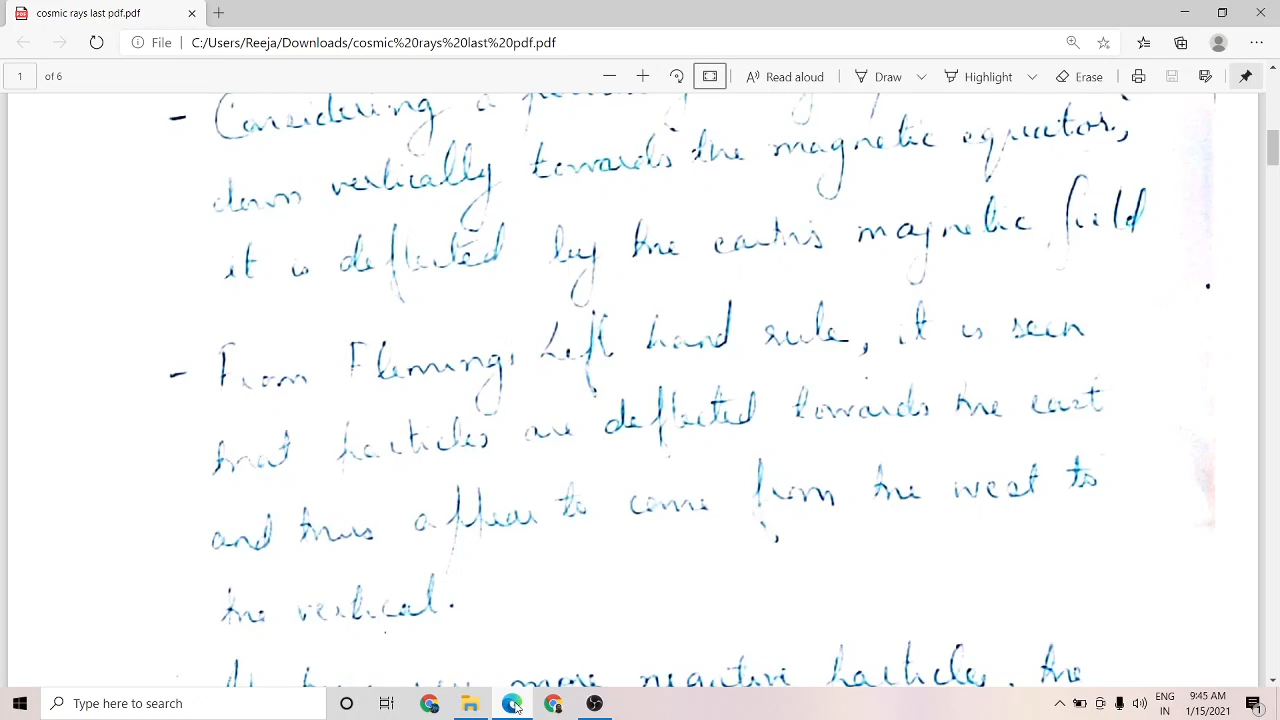 cosmic rays last pdf.pdf
File C:/Users/Reeja/Downloads/cosmic%20rays%20last%20pdf.pdf
1 of 6 Read aloud Draw Highlight Erase
- Considering a
down vertically towards the magnetic equator,
it is deflected by the earth's magnetic field
- From Flemings Left hand rule, it is seen
that particles are deflected towards the east
and thus appear to come from the west to
the vertical.
more negative particles, the
Type here to search
ENG
IN
9:45 AM
1/15/2021